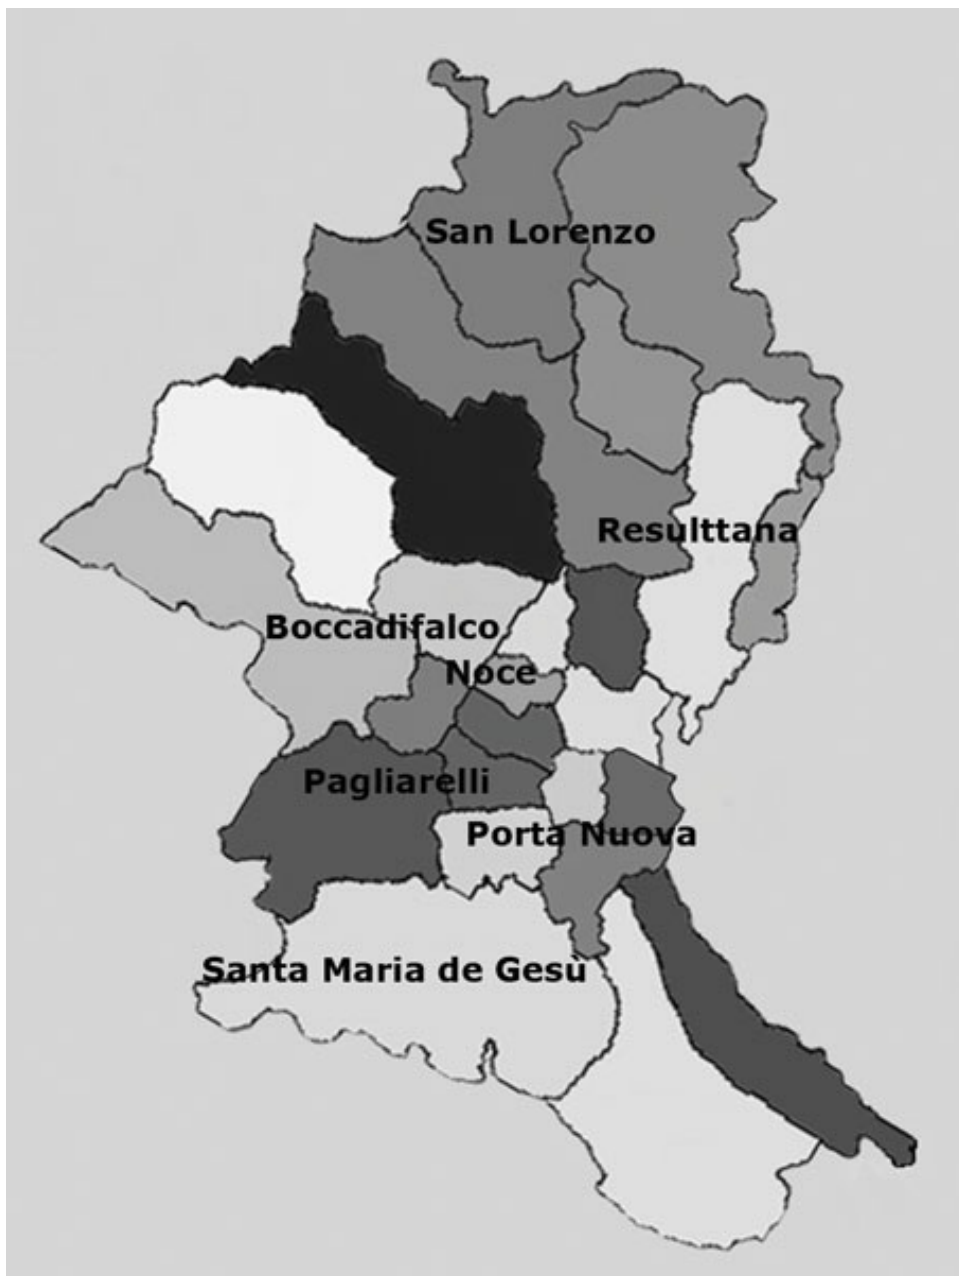 San Lorenzo
Resulttana
Boccadifalco
Noce
Pagliarelli
Porta Nuova
Santa Maria de Gesù